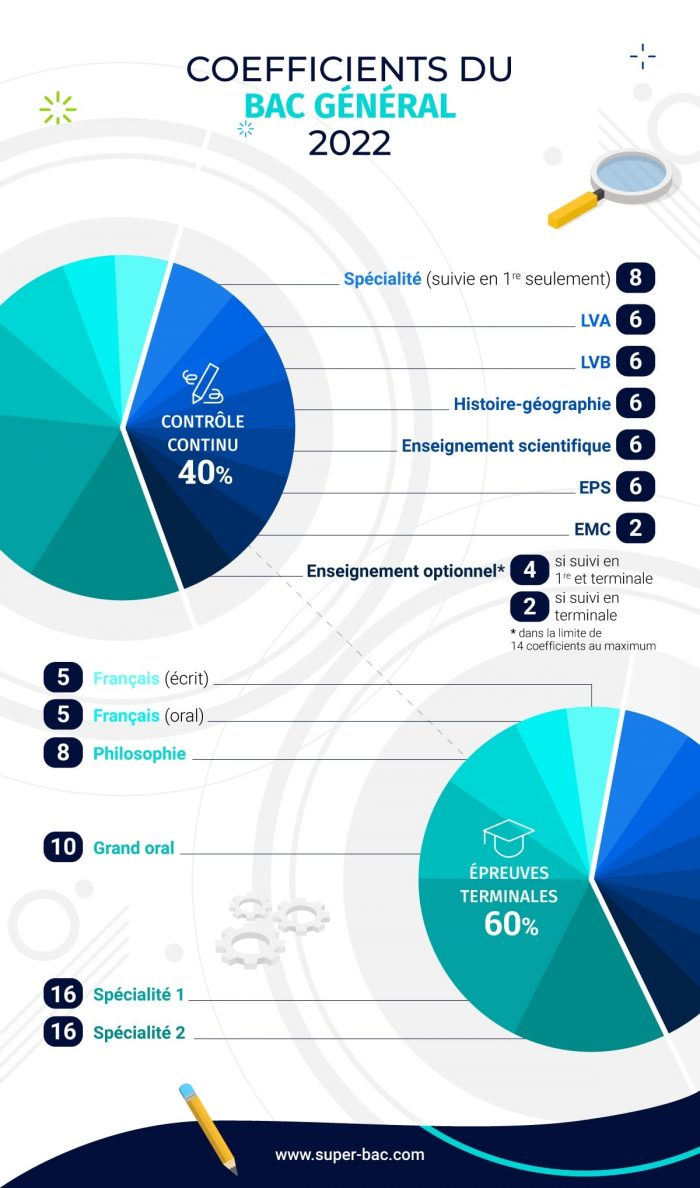 COEFFICIENTS DU
BAC GÉNÉRAL
2022
Spécialité (suivie en 1re seulement) 8
LVA 6
LVB 6
Histoire-géographie 6
Enseignement scientifique 6
EPS 6
EMC 2
CONTRÔLE
CONTINU
40%
Enseignement optionnel* 4 si suivi en
1re et terminale
2 si suivi en
terminale
* dans la limite de
14 coefficients au maximum
5 Français (écrit)
5 Français (oral)
8 Philosophie
10 Grand oral
16 Spécialité 1
16 Spécialité 2
ÉPREUVES
TERMINALES
60%
www.super-bac.com